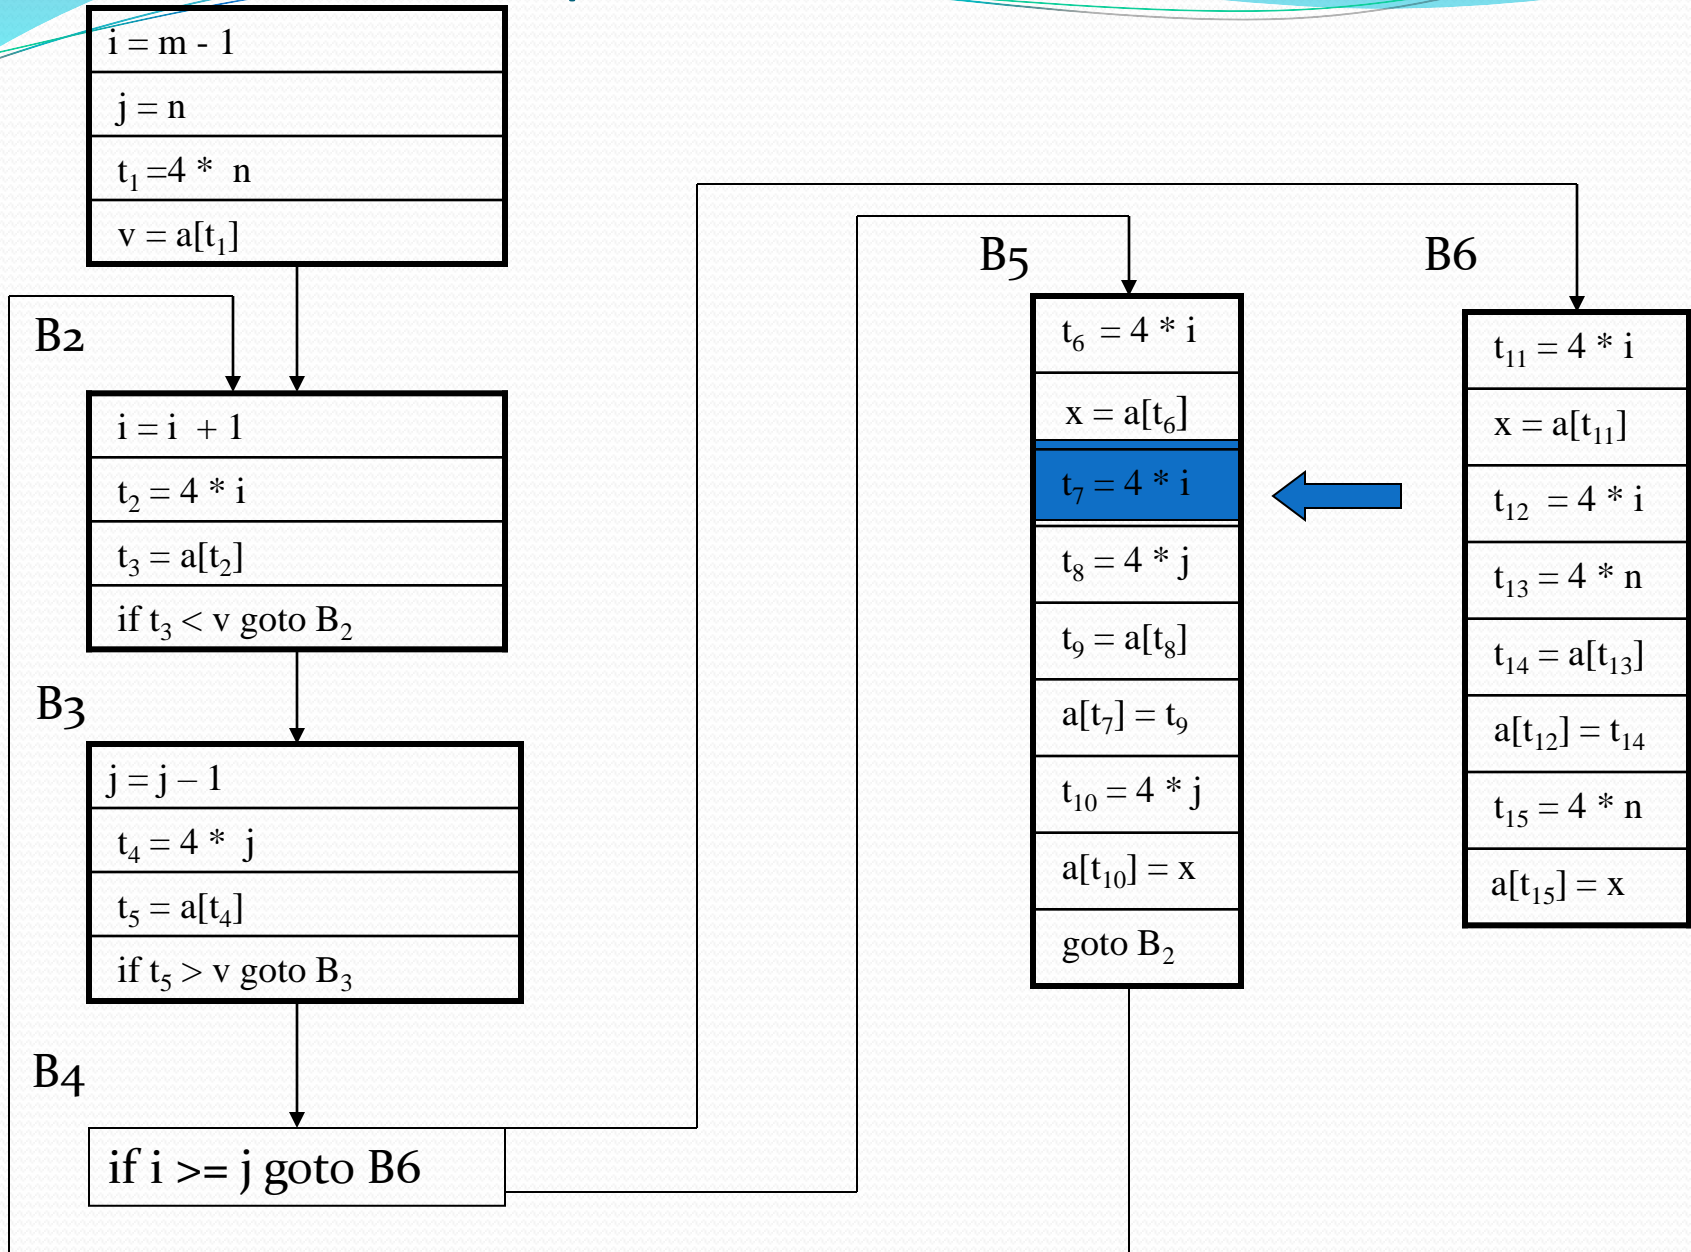 i = m - 1
j = n
t₁ =4 * n
v = a[t₁]
B2
i = i + 1
t₂ = 4 * i
t₃ = a[t₂]
if t₃ < v goto B₂
B3
j = j – 1
t₄ = 4 * j
t₅ = a[t₄]
if t₅ > v goto B₃
B4
if i >= j goto B6
B5
t₆ = 4 * i
x = a[t₆]
t₇ = 4 * i
t₈ = 4 * j
t₉ = a[t₈]
a[t₇] = t₉
t₁₀ = 4 * j
a[t₁₀] = x
goto B₂
B6
t₁₁ = 4 * i
x = a[t₁₁]
t₁₂ = 4 * i
t₁₃ = 4 * n
t₁₄ = a[t₁₃]
a[t₁₂] = t₁₄
t₁₅ = 4 * n
a[t₁₅] = x